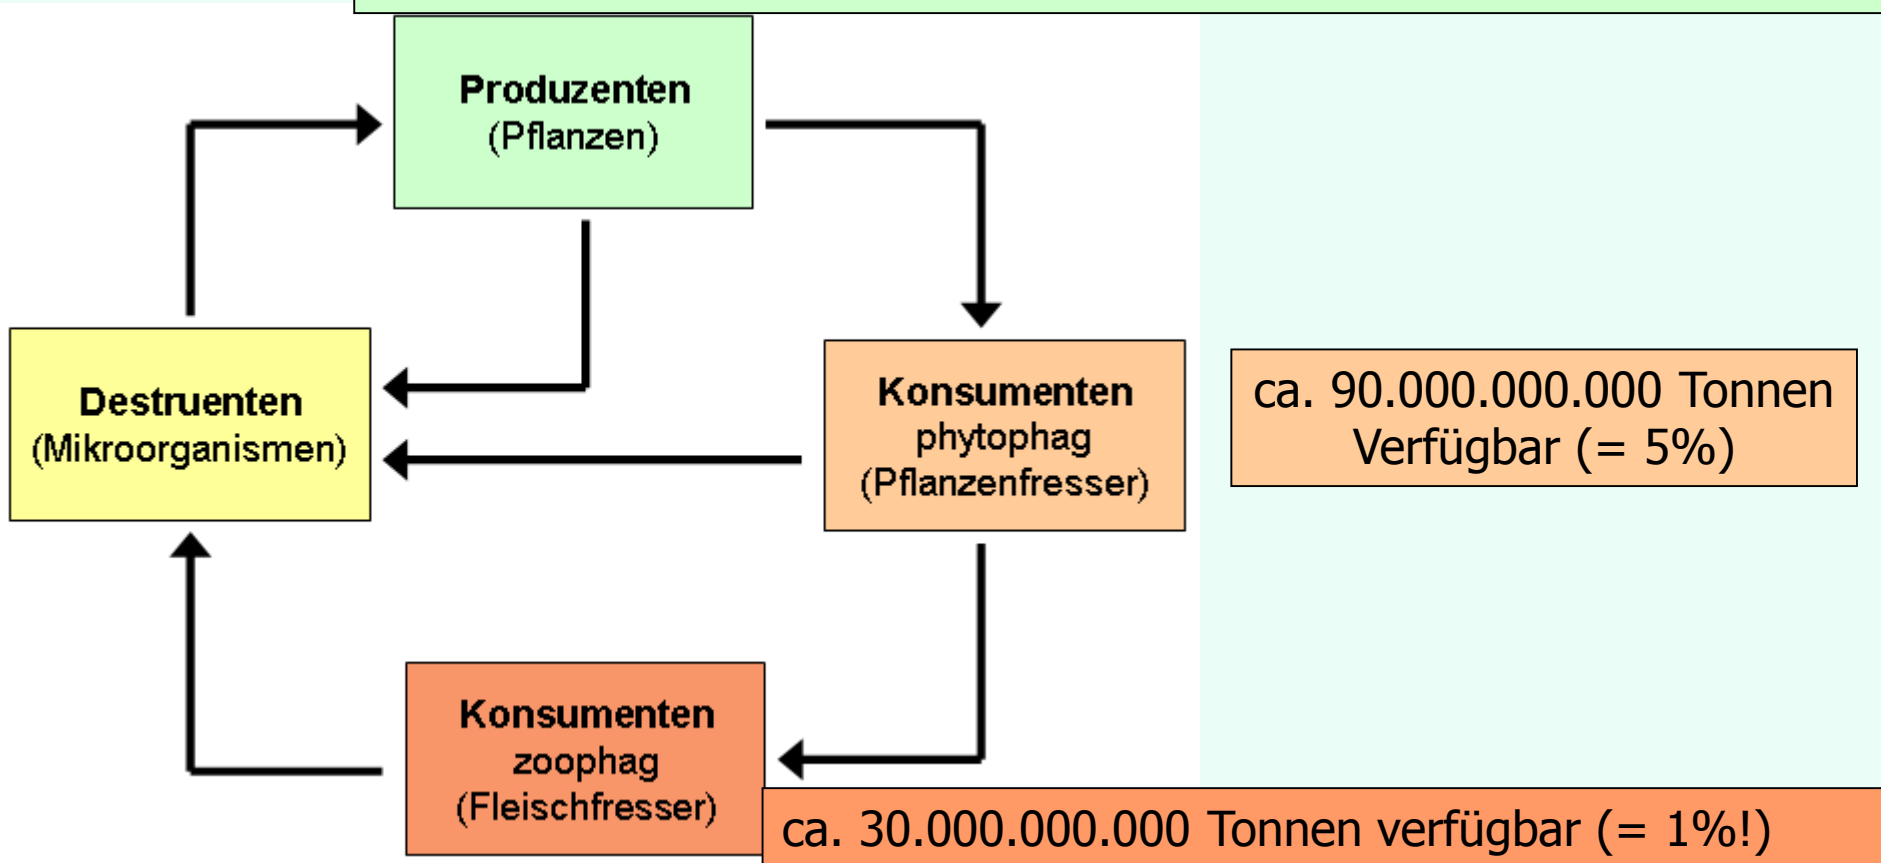 Produzenten
(Pflanzen)
Destruenten
(Mikroorganismen)
Konsumenten
phytophag
(Pflanzenfresser)
ca. 90.000.000.000 Tonnen
Verfügbar (= 5%)
Konsumenten
zoophag
(Fleischfresser)
ca. 30.000.000.000 Tonnen verfügbar (= 1%!)